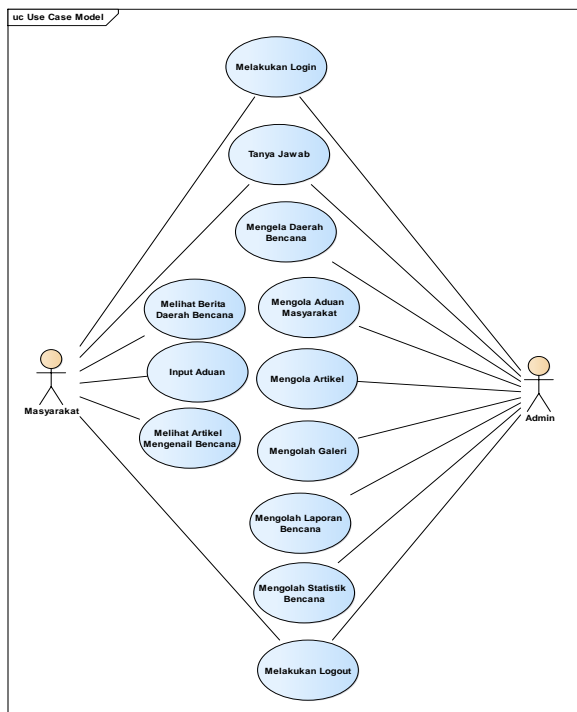 uc Use Case Model
Melakukan Login
Tanya Jawab
Mengela Daerah
Bencana
Melihat Berita
Daerah Bencana
Mengola Aduan
Masyarakat
Masyarakat
Input Aduan
Mengola Artikel
Admin
Melihat Artikel
Mengenail Bencana
Mengolah Galeri
Mengolah Laporan
Bencana
Mengolah Statistik
Bencana
Melakukan Logout